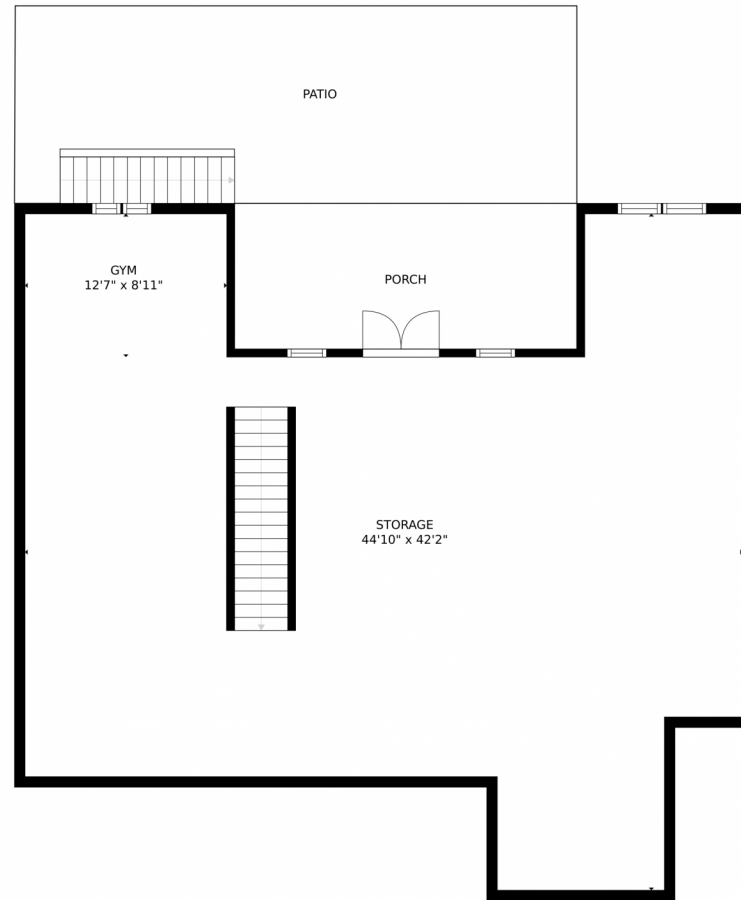 PATIO
GYM
12'7" x 8'11"
PORCH
STORAGE
44'10" x 42'2"